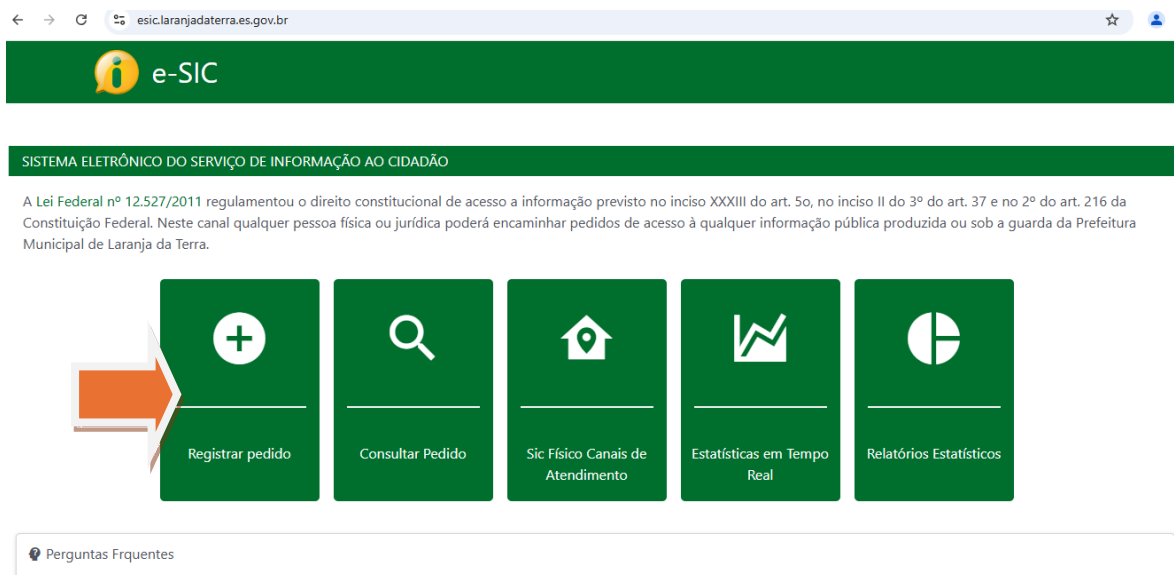 esic.laranjadaterra.es.gov.br
i e-SIC
SISTEMA ELETRÔNICO DO SERVIÇO DE INFORMAÇÃO AO CIDADÃO
A Lei Federal nº 12.527/2011 regulamentou o direito constitucional de acesso a informação previsto no inciso XXXIII do art. 5o, no inciso II do 3º do art. 37 e no 2º do art. 216 da
Constituição Federal. Neste canal qualquer pessoa física ou jurídica poderá encaminhar pedidos de acesso à qualquer informação pública produzida ou sob a guarda da Prefeitura
Municipal de Laranja da Terra.
Registrar pedido
Consultar Pedido
Sic Físico Canais de
Atendimento
Estatísticas em Tempo
Real
Relatórios Estatísticos
Perguntas Frquentes